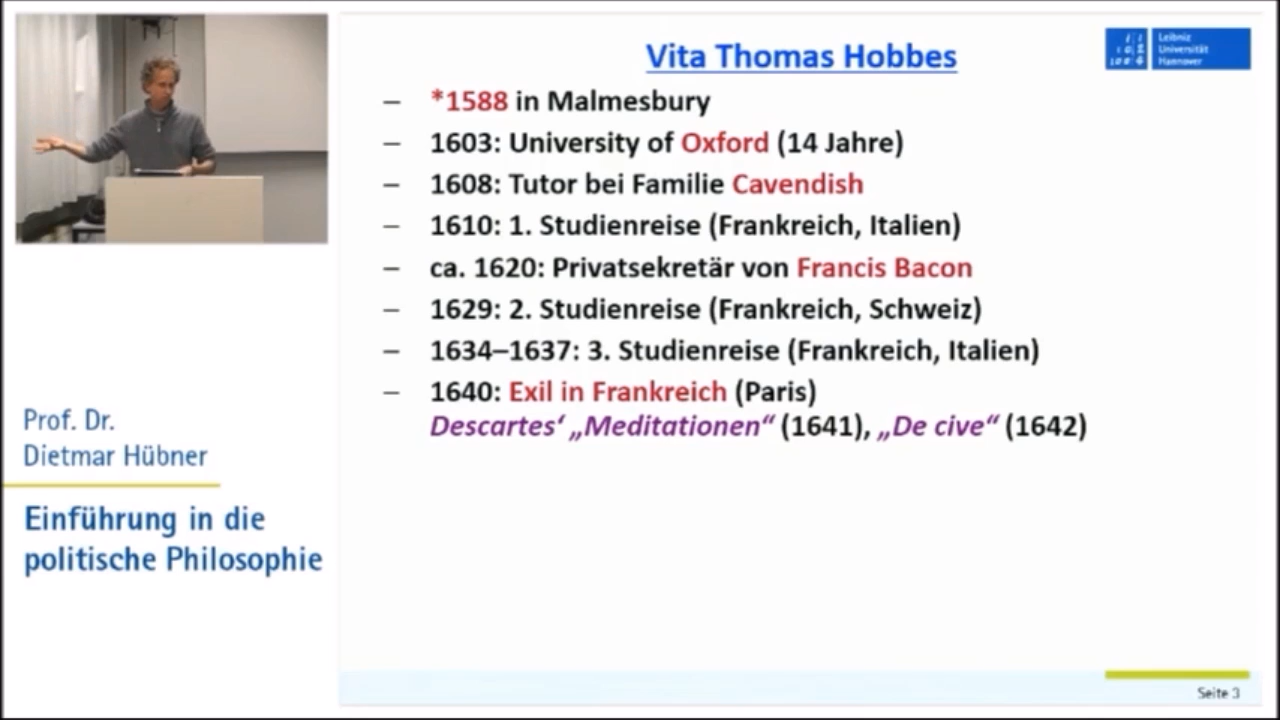 Vita Thomas Hobbes
Leibniz
Universität
Hannover
– *1588 in Malmesbury
– 1603: University of Oxford (14 Jahre)
– 1608: Tutor bei Familie Cavendish
– 1610: 1. Studienreise (Frankreich, Italien)
– ca. 1620: Privatsekretär von Francis Bacon
– 1629: 2. Studienreise (Frankreich, Schweiz)
– 1634–1637: 3. Studienreise (Frankreich, Italien)
– 1640: Exil in Frankreich (Paris)
Descartes‘ „Meditationen“ (1641), „De cive“ (1642)
Prof. Dr.
Dietmar Hübner
Einführung in die
politische Philosophie
Seite 3